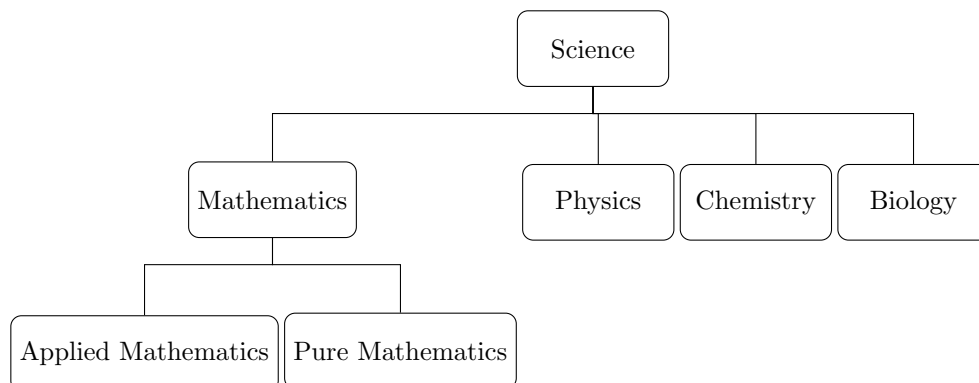 Science
Mathematics
Physics
Chemistry
Biology
Applied Mathematics
Pure Mathematics